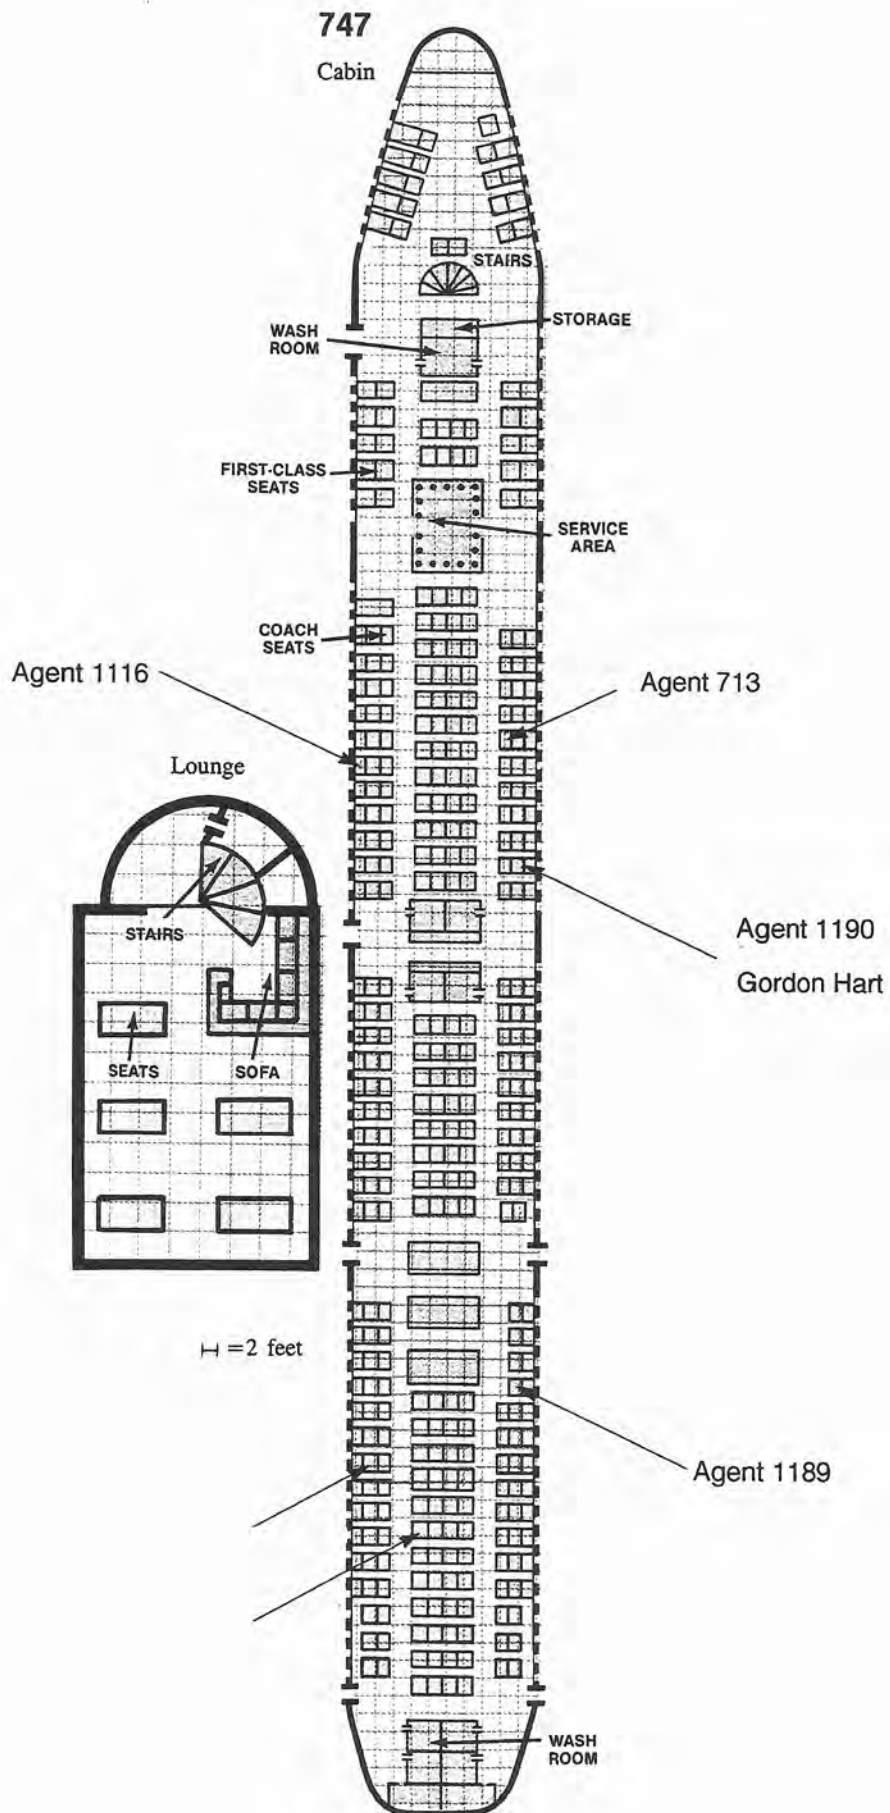 747
Cabin
STAIRS
STORAGE
WASH
ROOM
FIRST-CLASS
SEATS
SERVICE
AREA
COACH
SEATS
Agent 1116
Agent 713
Lounge
STAIRS
SEATS
SOFA
Agent 1190
Gordon Hart
=2 feet
Agent 1189
WASH
ROOM